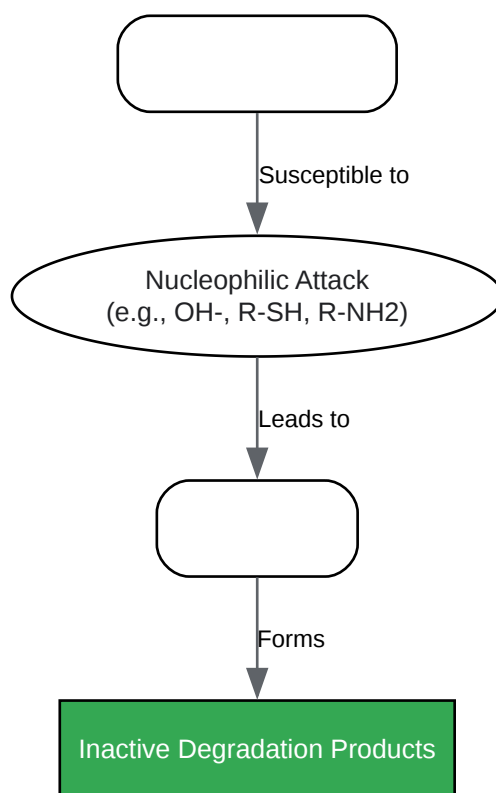 Susceptible to
Nucleophilic Attack
(e.g., OH-, R-SH, R-NH2)
Leads to
Forms
Inactive Degradation Products